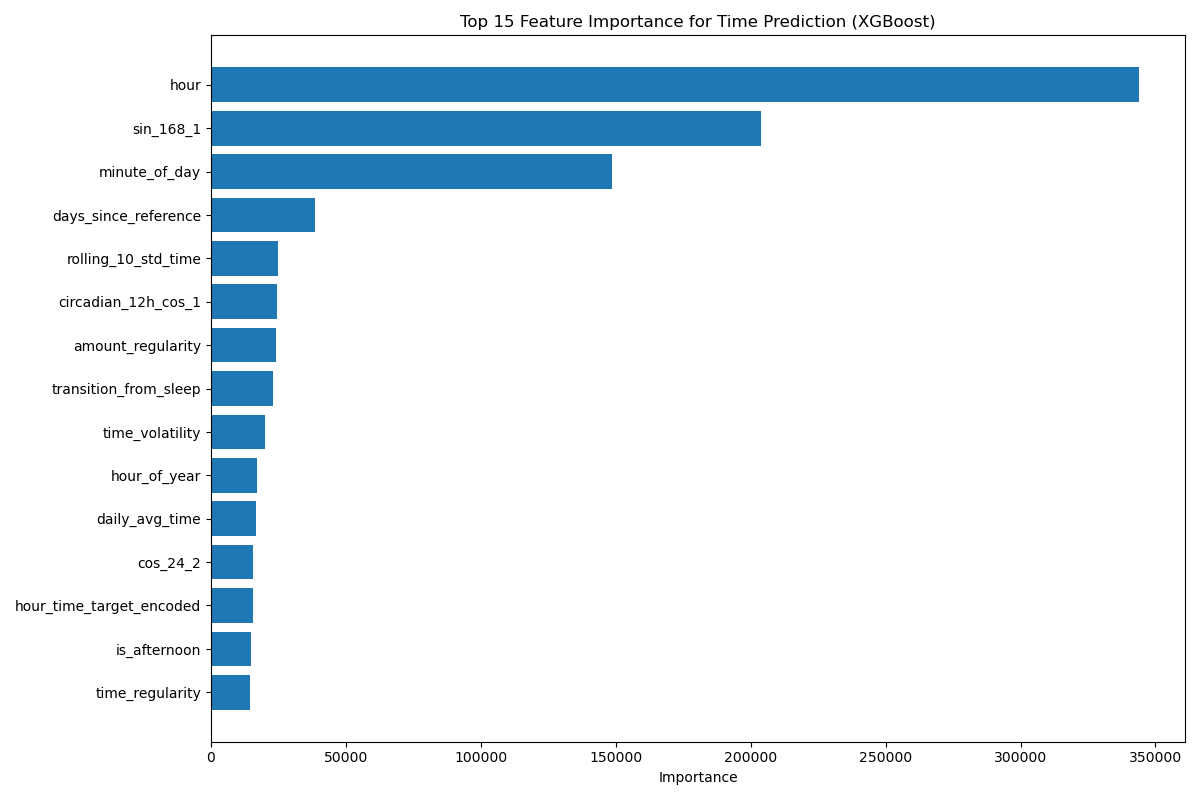 Top 15 Feature Importance for Time Prediction (XGBoost)
hour
sin_168_1
minute_of_day
days_since_reference
rolling_10_std_time
circadian_12h_cos_1
amount_regularity
transition_from_sleep
time_volatility
hour_of_year
daily_avg_time
cos_24_2
hour_time_target_encoded
is_afternoon
time_regularity
0 50000 100000 150000 200000 250000 300000 350000
Importance